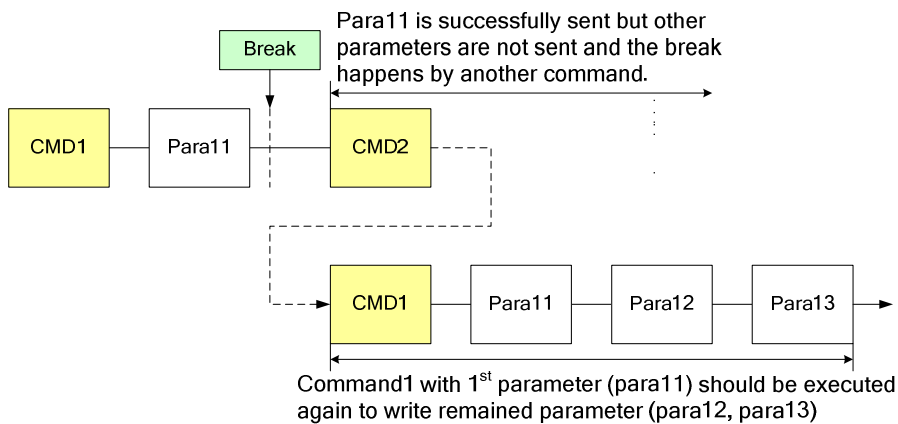 Para11 is successfully sent but other
parameters are not sent and the break
happens by another command.
Break
CMD1
Para11
CMD2
CMD1
Para11
Para12
Para13
Command1 with 1st parameter (para11) should be executed
again to write remained parameter (para12, para13)